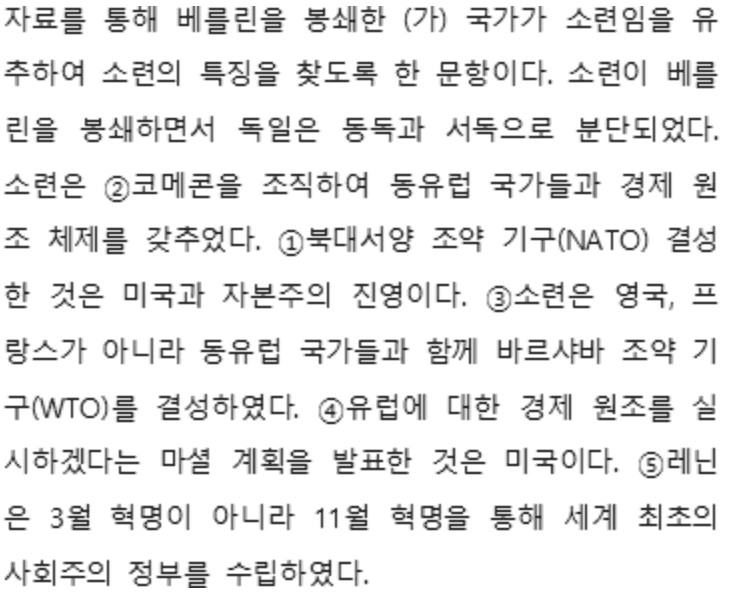 자료를 통해 베를린을 봉쇄한 (가) 국가가 소련임을 유
추하여 소련의 특징을 찾도록 한 문항이다. 소련이 베를
린을 봉쇄하면서 독일은 동독과 서독으로 분단되었다.
소련은 ②코메콘을 조직하여 동유럽 국가들과 경제 원
조 체제를 갖추었다. ①북대서양 조약 기구(NATO) 결성
한 것은 미국과 자본주의 진영이다. ③소련은 영국, 프
랑스가 아니라 동유럽 국가들과 함께 바르샤바 조약 기
구(WTO)를 결성하였다. ④유럽에 대한 경제 원조를 실
시하겠다는 마셜 계획을 발표한 것은 미국이다. ⑤레닌
은 3월 혁명이 아니라 11월 혁명을 통해 세계 최초의
사회주의 정부를 수립하였다.